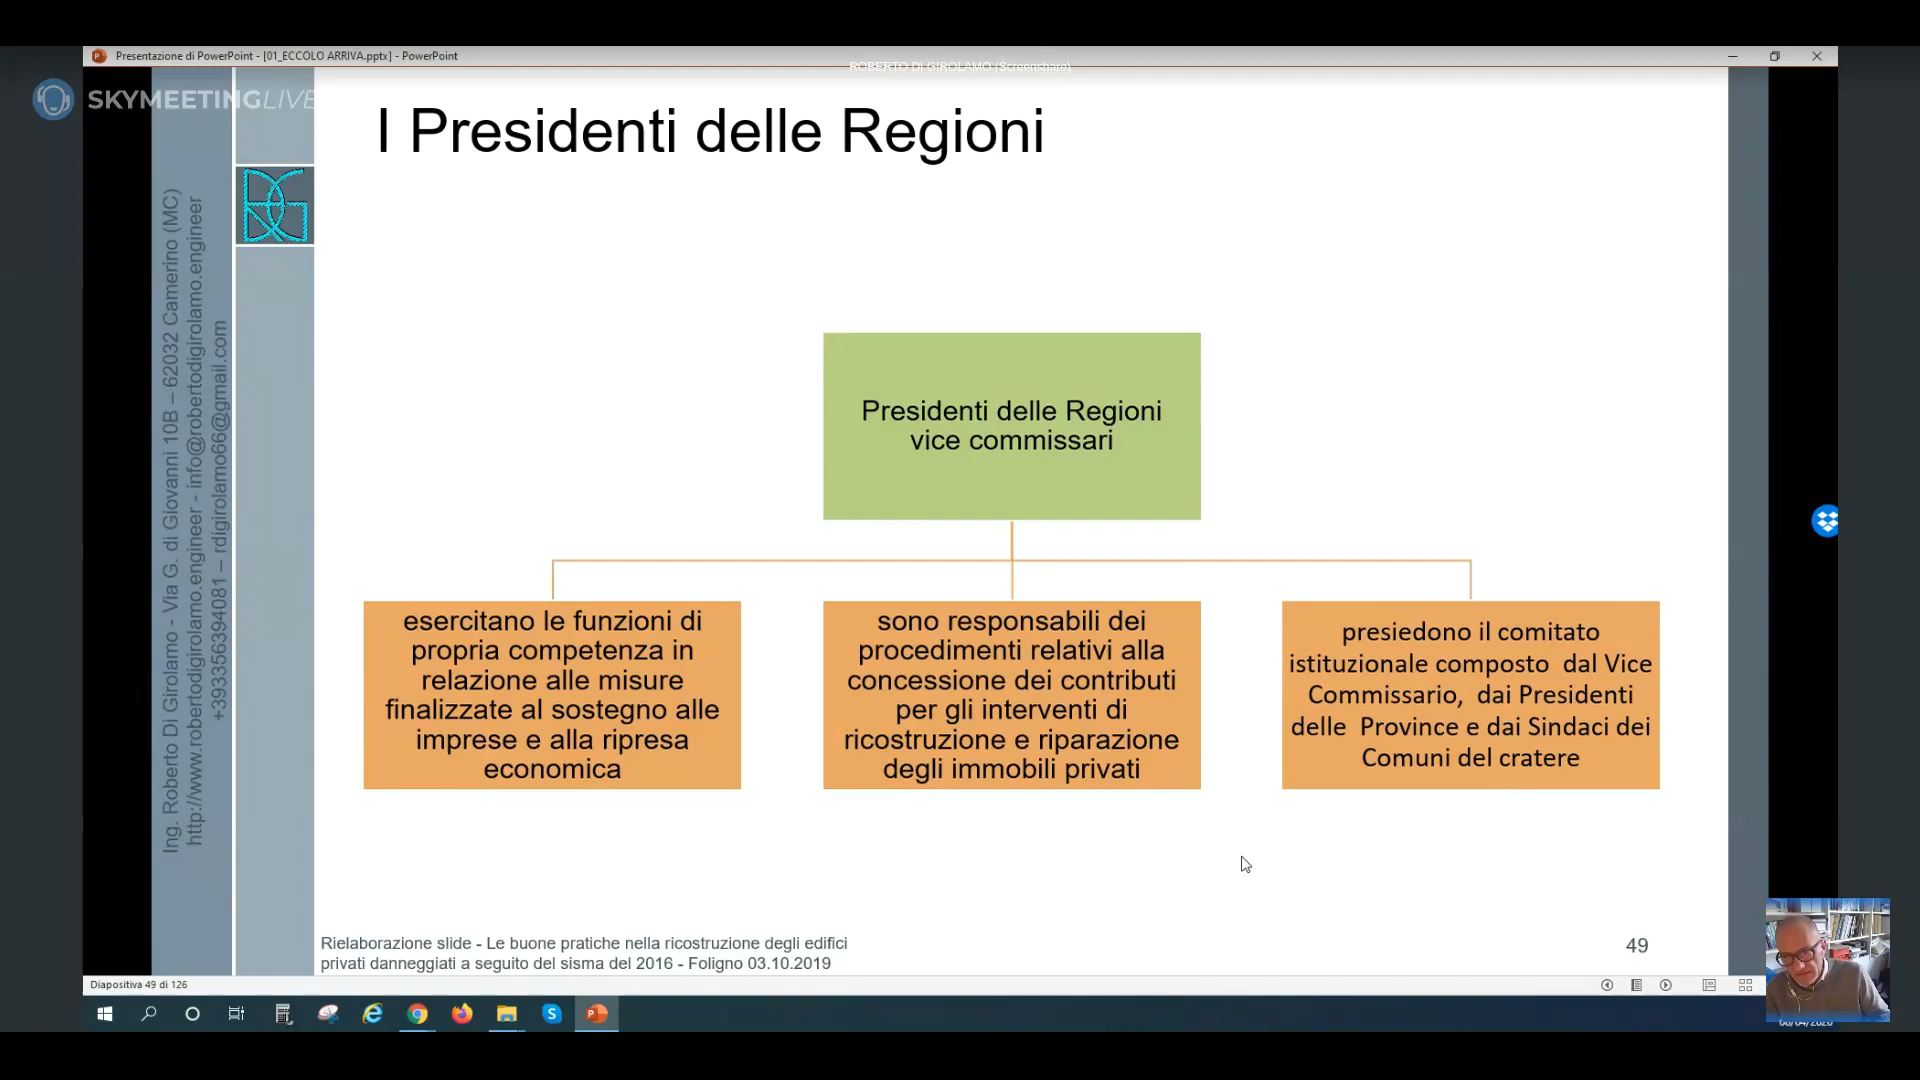 Presentazione di PowerPoint - [01_ECCOLO ARRIVA.pptx] - PowerPoint
ROBERTO DI GIROLAMO (Screenshare)
SKYMEETINGLIVE
I Presidenti delle Regioni
Ing. Roberto Di Girolamo - Via G. di Giovanni 10B – 62032 Camerino (MC)
http://www.robertodigirolamo.engineer - info@robertodigirolamo.engineer
+393356394081 – rdigirolamo66@gmail.com
Presidenti delle Regioni
vice commissari
esercitano le funzioni di
propria competenza in
relazione alle misure
finalizzate al sostegno alle
imprese e alla ripresa
economica
sono responsabili dei
procedimenti relativi alla
concessione dei contributi
per gli interventi di
ricostruzione e riparazione
degli immobili privati
presiedono il comitato
istituzionale composto dal Vice
Commissario, dai Presidenti
delle Province e dai Sindaci dei
Comuni del cratere
Rielaborazione slide - Le buone pratiche nella ricostruzione degli edifici
privati danneggiati a seguito del sisma del 2016 - Foligno 03.10.2019
49
Diapositiva 49 di 126